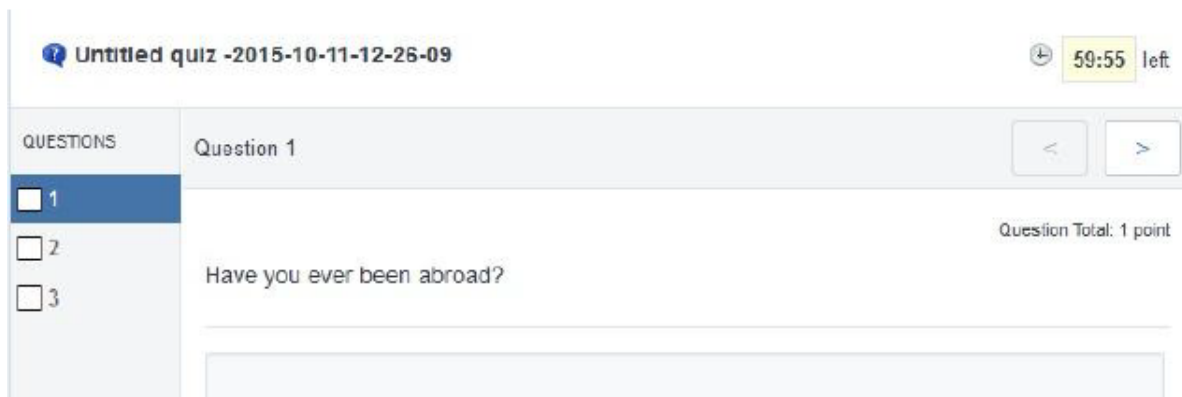 Untitled quiz -2015-10-11-12-26-09
59:55 left
QUESTIONS
Question 1
<
>
1
2
3
Question Total: 1 point
Have you ever been abroad?